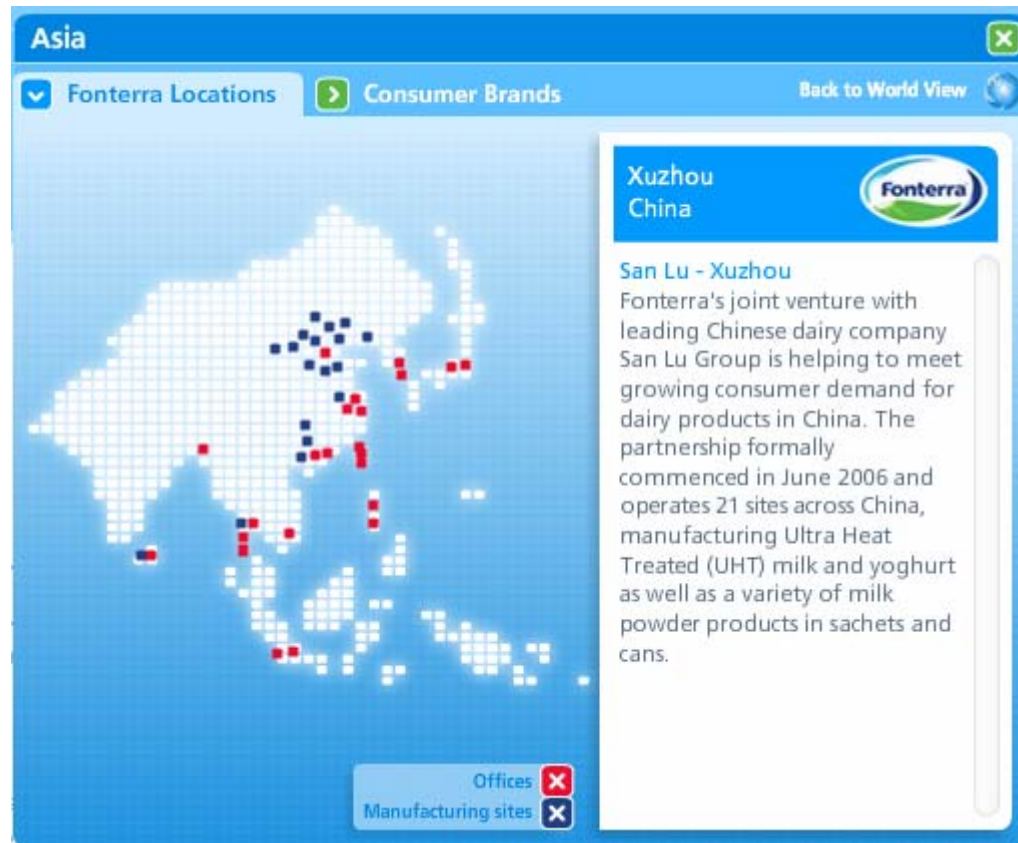 Asia
Fonterra Locations
Consumer Brands
Back to World View
Xuzhou
China
Fonterra
San Lu - Xuzhou
Fonterra's joint venture with
leading Chinese dairy company
San Lu Group is helping to meet
growing consumer demand for
dairy products in China. The
partnership formally
commenced in June 2006 and
operates 21 sites across China,
manufacturing Ultra Heat
Treated (UHT) milk and yoghurt
as well as a variety of milk
powder products in sachets and
cans.
Offices
Manufacturing sites